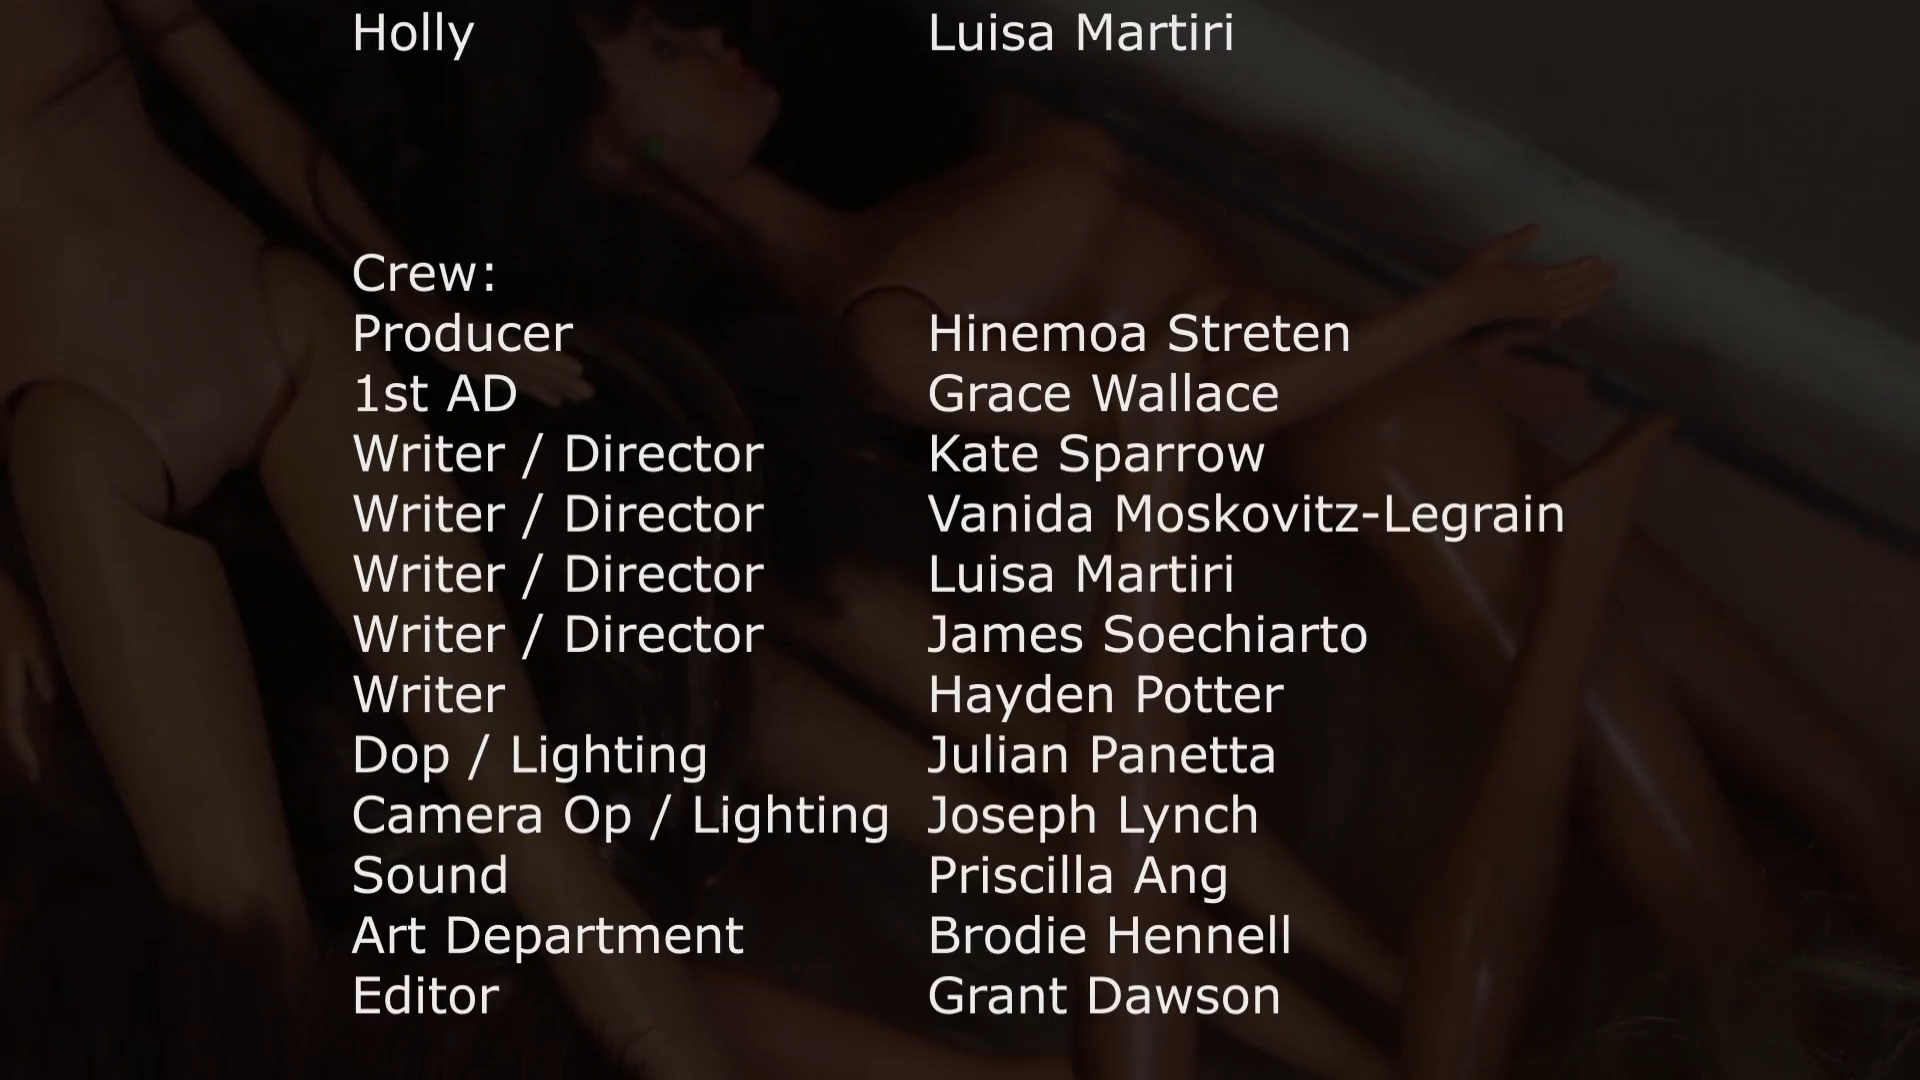 Holly Luisa Martiri
Crew:
Producer Hinemoa Streten
1st AD Grace Wallace
Writer / Director Kate Sparrow
Writer / Director Vanida Moskovitz-Legrain
Writer / Director Luisa Martiri
Writer / Director James Soechiarto
Writer Hayden Potter
Dop / Lighting Julian Panetta
Camera Op / Lighting Joseph Lynch
Sound Priscilla Ang
Art Department Brodie Hennell
Editor Grant Dawson